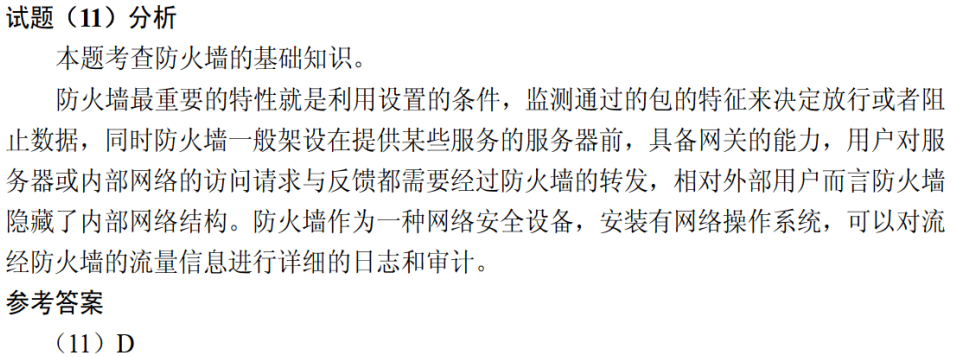 试题（11）分析
本题考查防火墙的基础知识。
防火墙最重要的特性就是利用设置的条件，监测通过的包的特征来决定放行或者阻
止数据，同时防火墙一般架设在提供某些服务的服务器前，具备网关的能力，用户对服
务器或内部网络的访问请求与反馈都需要经过防火墙的转发，相对外部用户而言防火墙
隐藏了内部网络结构。防火墙作为一种网络安全设备，安装有网络操作系统，可以对流
经防火墙的流量信息进行详细的日志和审计。
参考答案
（11）D